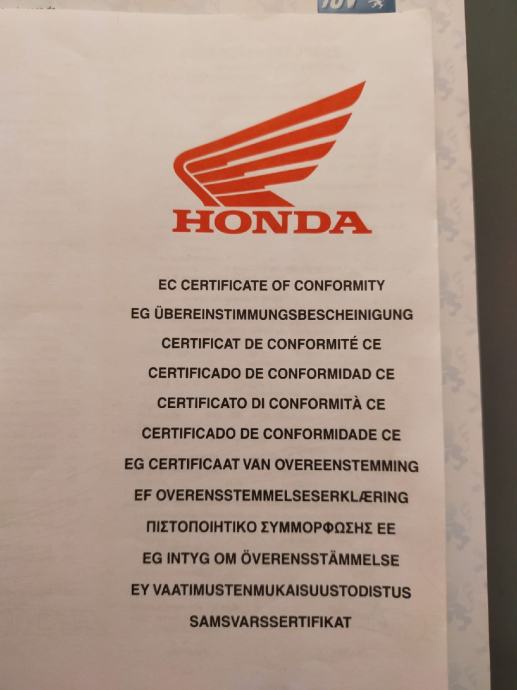 TÜV
HONDA
EC CERTIFICATE OF CONFORMITY
EG ÜBEREINSTIMMUNGSBESCHEINIGUNG
CERTIFICAT DE CONFORMITÉ CE
CERTIFICADO DE CONFORMIDAD CE
CERTIFICATO DI CONFORMITÀ CE
CERTIFICADO DE CONFORMIDADE CE
EG CERTIFICAAT VAN OVEREENSTEMMING
EF OVERENSSTEMMELSESERKLÆRING
ΠΙΣΤΟΠΟΙΗΤΙΚΟ ΣΥΜΜΟΡΦΩΣΗΣ ΕΕ
EG INTYG OM ÖVERENSSTÄMMELSE
EY VAATIMUSTENMUKAISUUSTODISTUS
SAMSVARSSERTIFIKAT